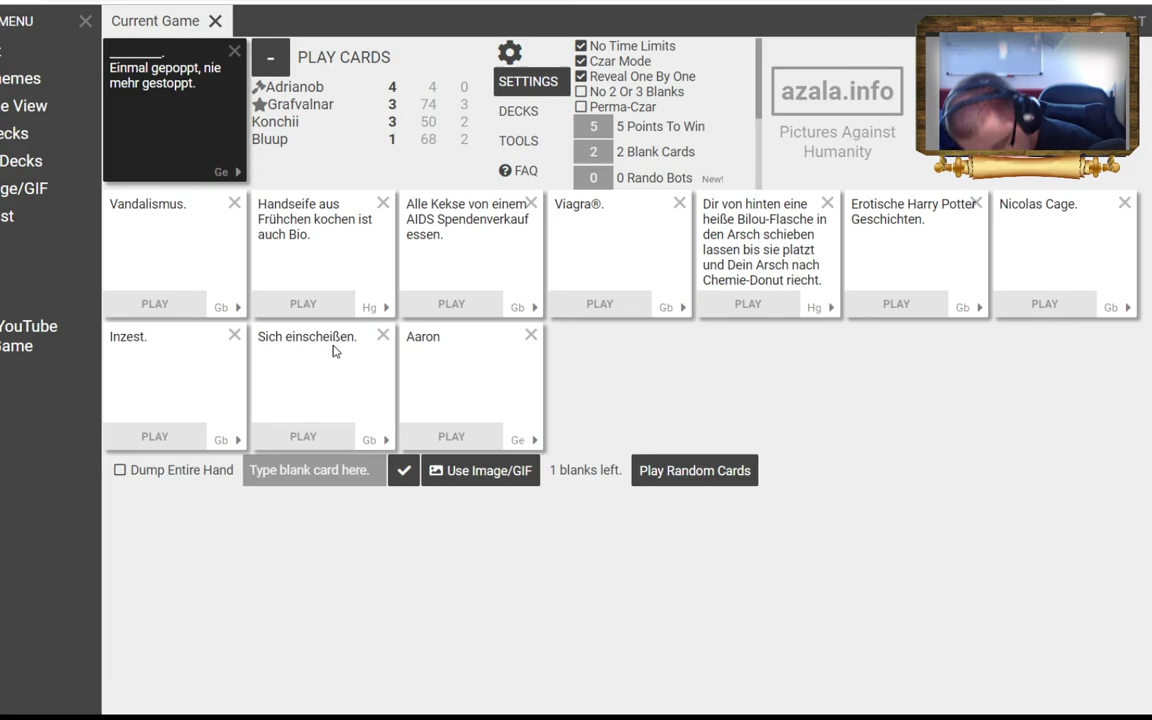 MENU
Current Game
emes
e View
ecks
Decks
ge/GIF
st
YouTube
Game
______.
Einmal gepoppt, nie
mehr gestoppt.
Ge
-
PLAY CARDS
Adrianob 4 4 0
Grafvalnar 3 74 3
Konchii 3 50 2
Bluup 1 68 2
SETTINGS
DECKS
TOOLS
FAQ
No Time Limits
Czar Mode
Reveal One By One
No 2 Or 3 Blanks
Perma-Czar
5 5 Points To Win
2 2 Blank Cards
0 0 Rando Bots New!
azala.info
Pictures Against
Humanity
Vandalismus.
PLAY Gb
Handseife aus
Frühchen kochen ist
auch Bio.
PLAY Hg
Alle Kekse von einem
AIDS Spendenverkauf
essen.
PLAY Gb
Viagra®.
PLAY Gb
Dir von hinten eine
heiße Bilou-Flasche in
den Arsch schieben
lassen bis sie platzt
und Dein Arsch nach
Chemie-Donut riecht.
PLAY Hg
Erotische Harry Potter
Geschichten.
PLAY Gb
Nicolas Cage.
PLAY Gb
Inzest.
PLAY Gb
Sich einscheißen.
PLAY Gb
Aaron
PLAY Ge
Dump Entire Hand
Type blank card here.
Use Image/GIF
1 blanks left.
Play Random Cards